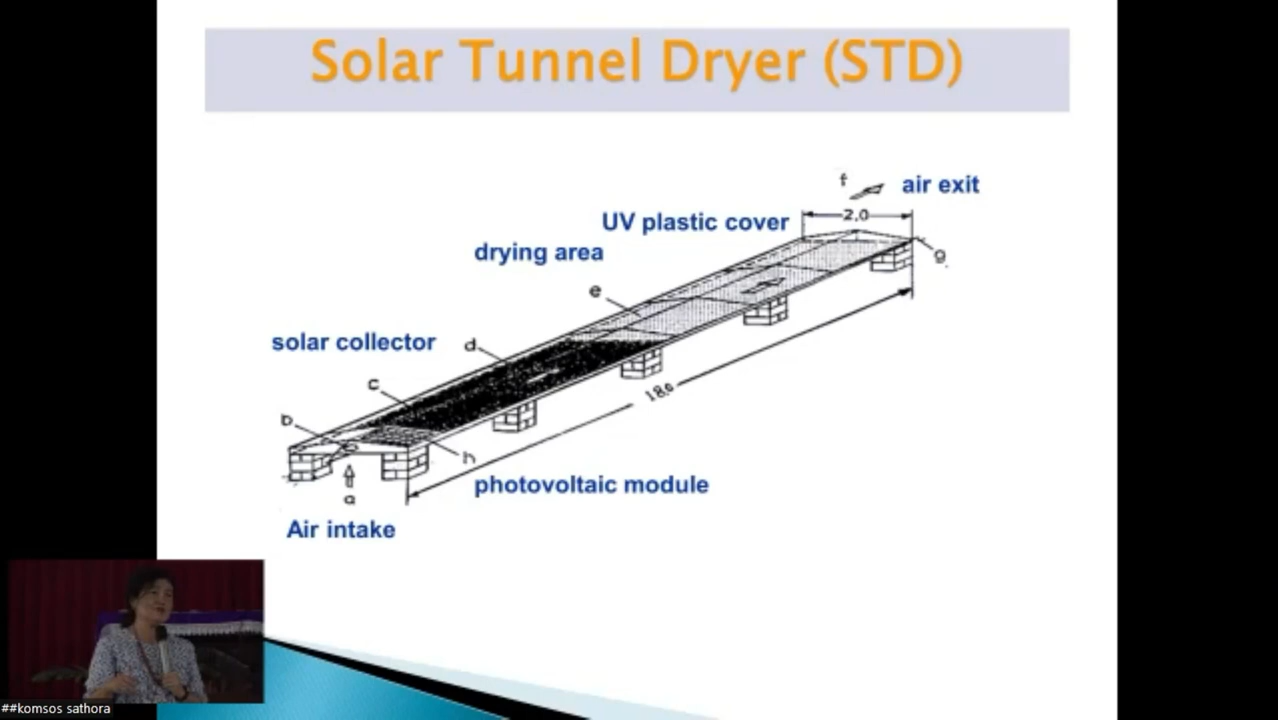 Solar Tunnel Dryer (STD)
f
air exit
2.0
UV plastic cover
drying area
g
e
solar collector
d
c
18.0
b
h
photovoltaic module
a
Air intake
##komsos sathora